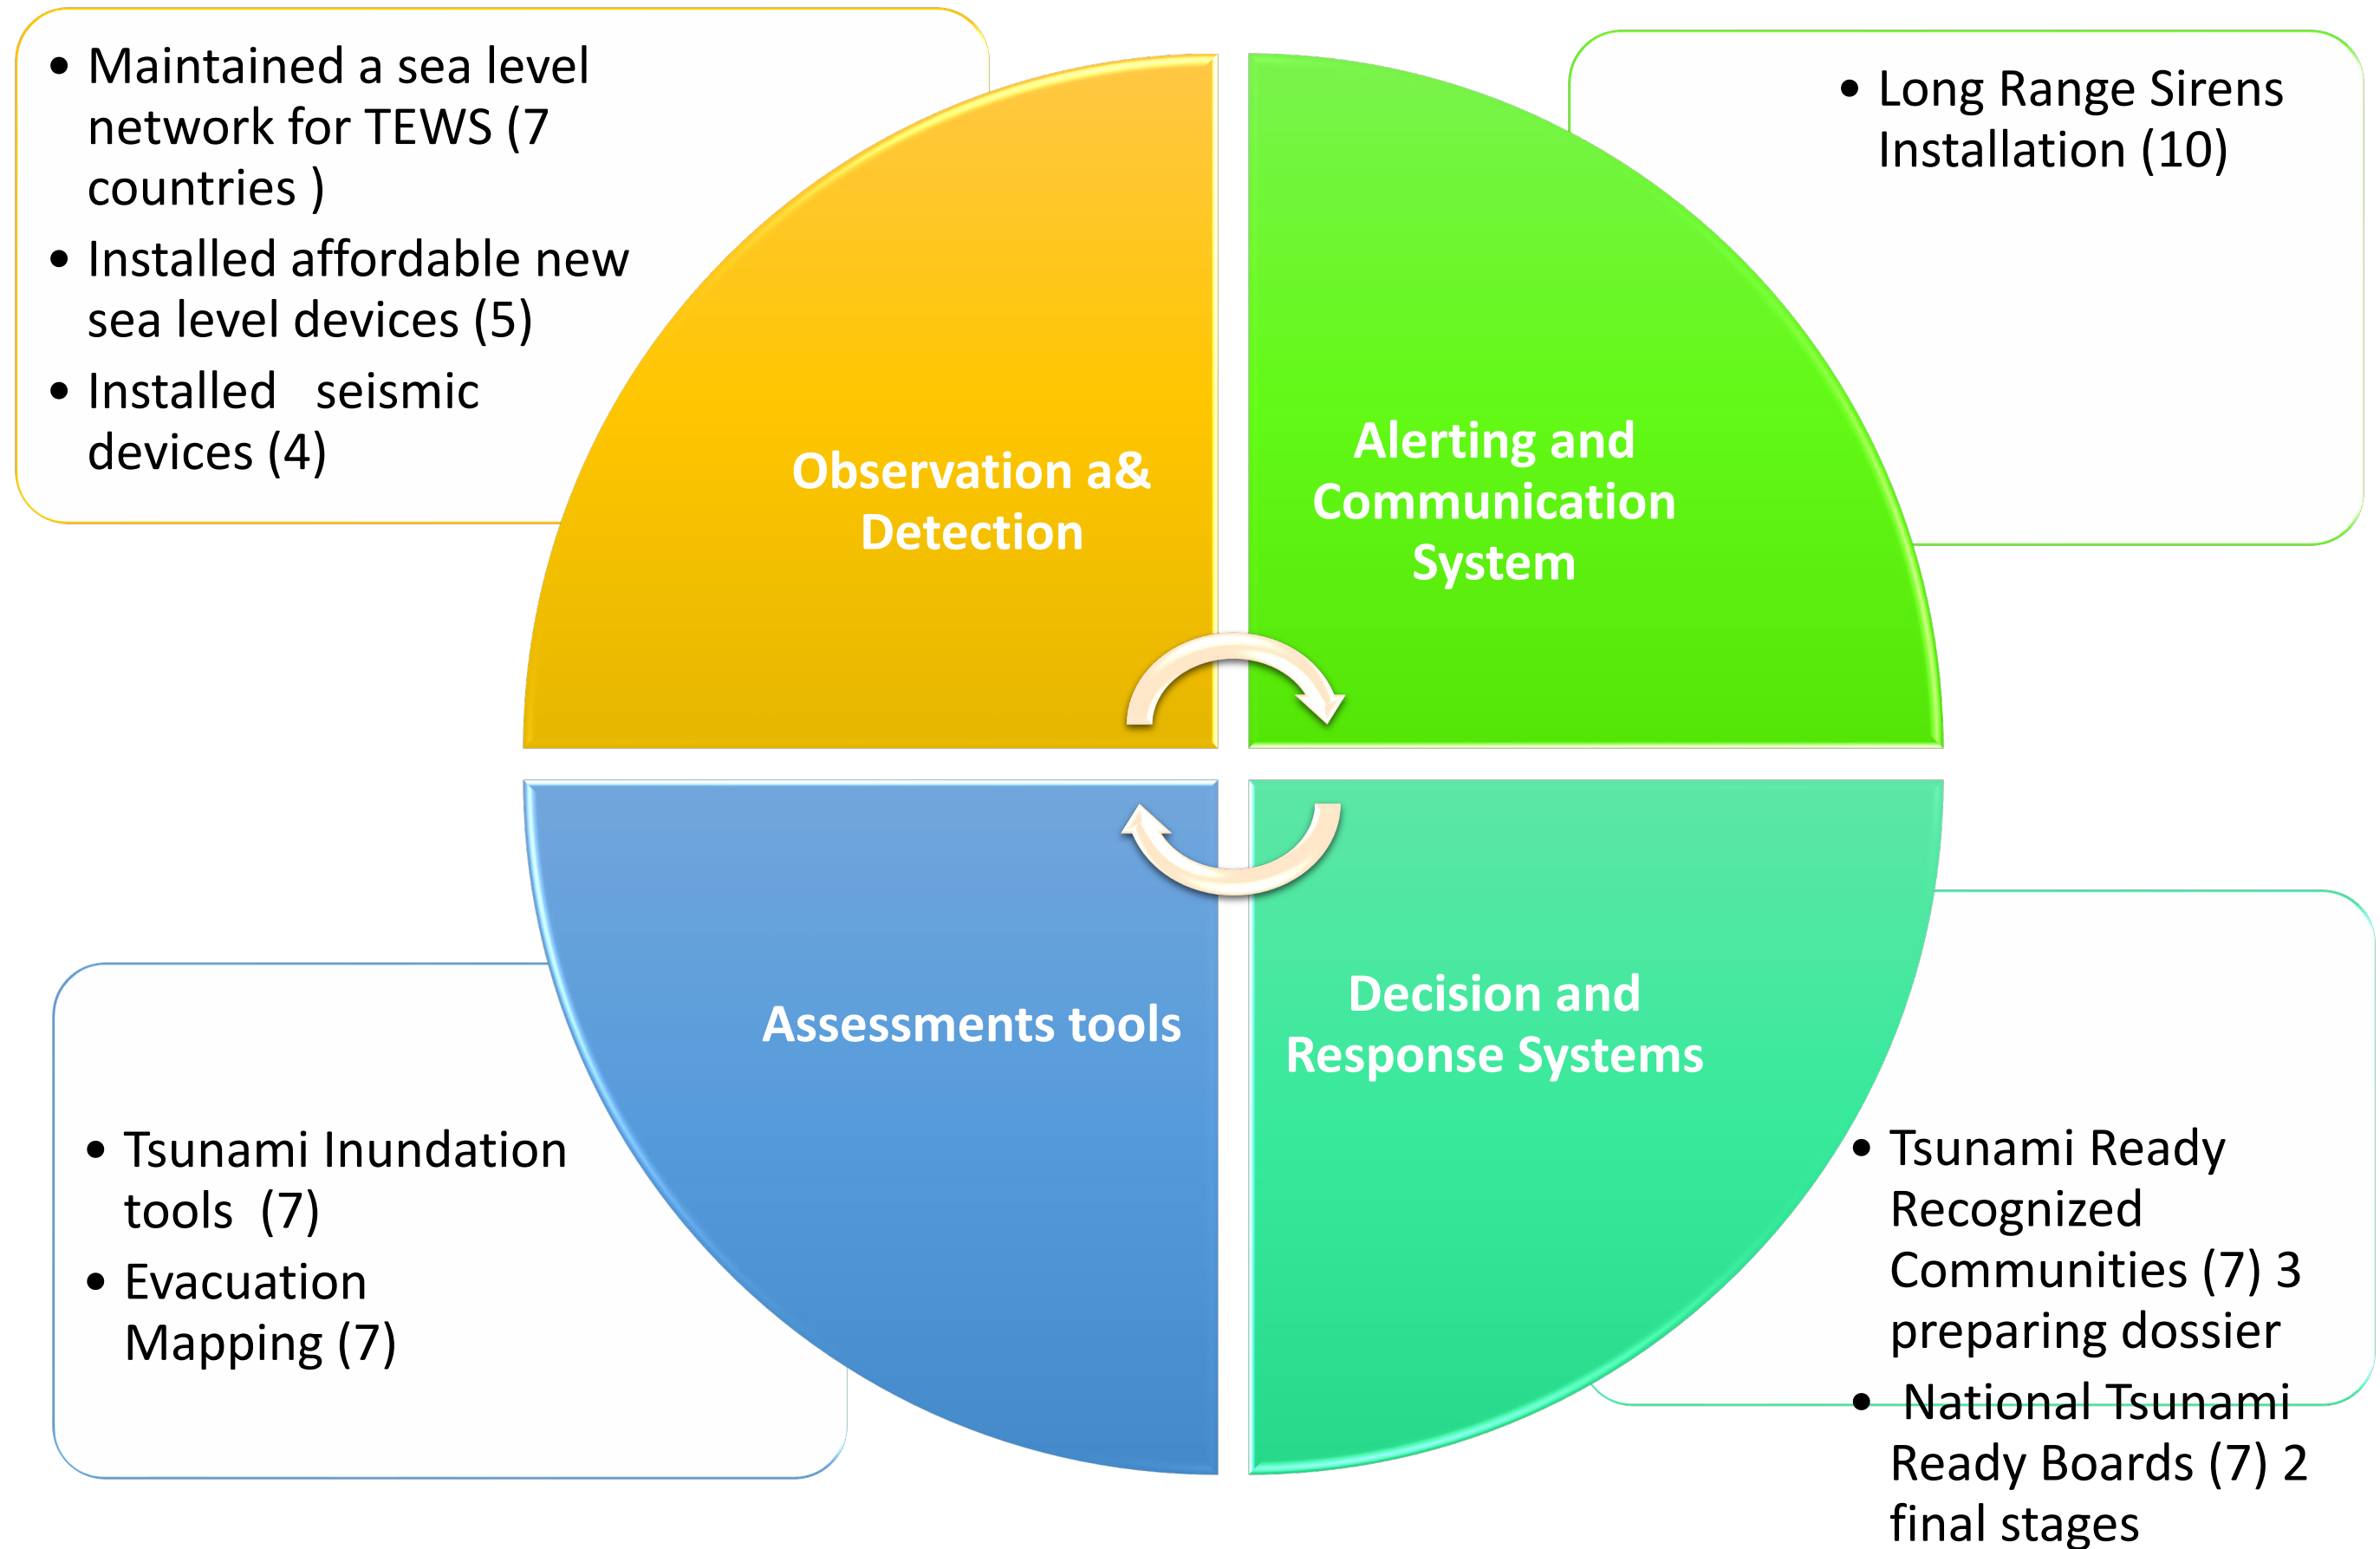 • Maintained a sea level
network for TEWS (7
countries )
• Installed affordable new
sea level devices (5)
• Installed   seismic
devices (4)
• Long Range Sirens
Installation (10)
Observation a&
Detection
Alerting and
Communication
System
Assessments tools
Decision and
Response Systems
• Tsunami Inundation
tools  (7)
• Evacuation
Mapping (7)
• Tsunami Ready
Recognized
Communities (7) 3
preparing dossier
• National Tsunami
Ready Boards (7) 2
final stages